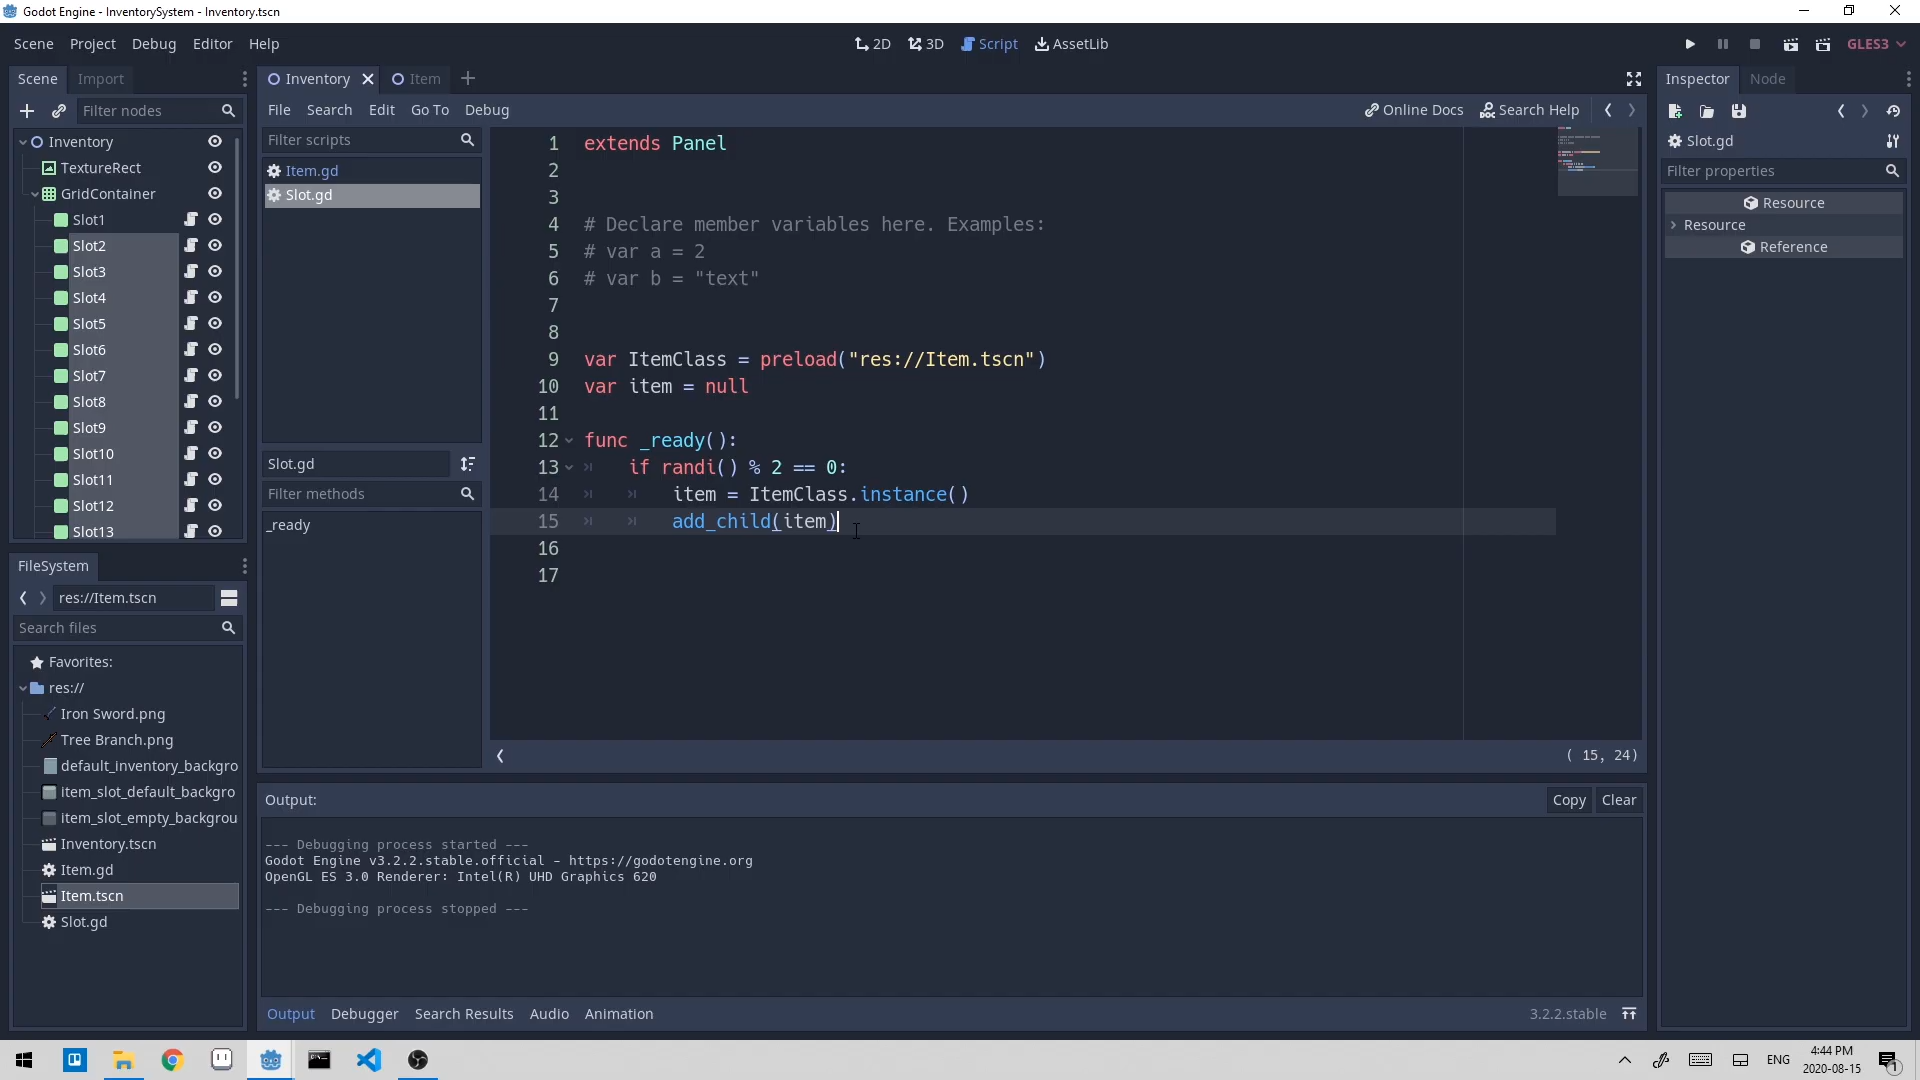 Godot Engine - InventorySystem - Inventory.tscn
Scene Project Debug Editor Help
2D 3D Script AssetLib
GLES3
Scene Import
Inventory Item
Inspector Node
Filter nodes
File Search Edit Go To Debug
Online Docs Search Help
Inventory
TextureRect
GridContainer
Slot1
Slot2
Slot3
Slot4
Slot5
Slot6
Slot7
Slot8
Slot9
Slot10
Slot11
Slot12
Slot13
Filter scripts
Item.gd
Slot.gd
Slot.gd
Filter methods
_ready
1 extends Panel
2
3
4 # Declare member variables here. Examples:
5 # var a = 2
6 # var b = "text"
7
8
9 var ItemClass = preload("res://Item.tscn")
10 var item = null
11
12 func _ready():
13 if randi() % 2 == 0:
14 item = ItemClass.instance()
15 add_child(item)
16
17
( 15, 24)
Slot.gd
Filter properties
Resource
Resource
Reference
FileSystem
res://Item.tscn
Search files
Favorites:
res://
Iron Sword.png
Tree Branch.png
default_inventory_backgro
item_slot_default_backgro
item_slot_empty_backgrou
Inventory.tscn
Item.gd
Item.tscn
Slot.gd
Output:
Copy Clear
--- Debugging process started ---
Godot Engine v3.2.2.stable.official - https://godotengine.org
OpenGL ES 3.0 Renderer: Intel(R) UHD Graphics 620
--- Debugging process stopped ---
Output Debugger Search Results Audio Animation
3.2.2.stable
ENG
4:44 PM
2020-08-15
1